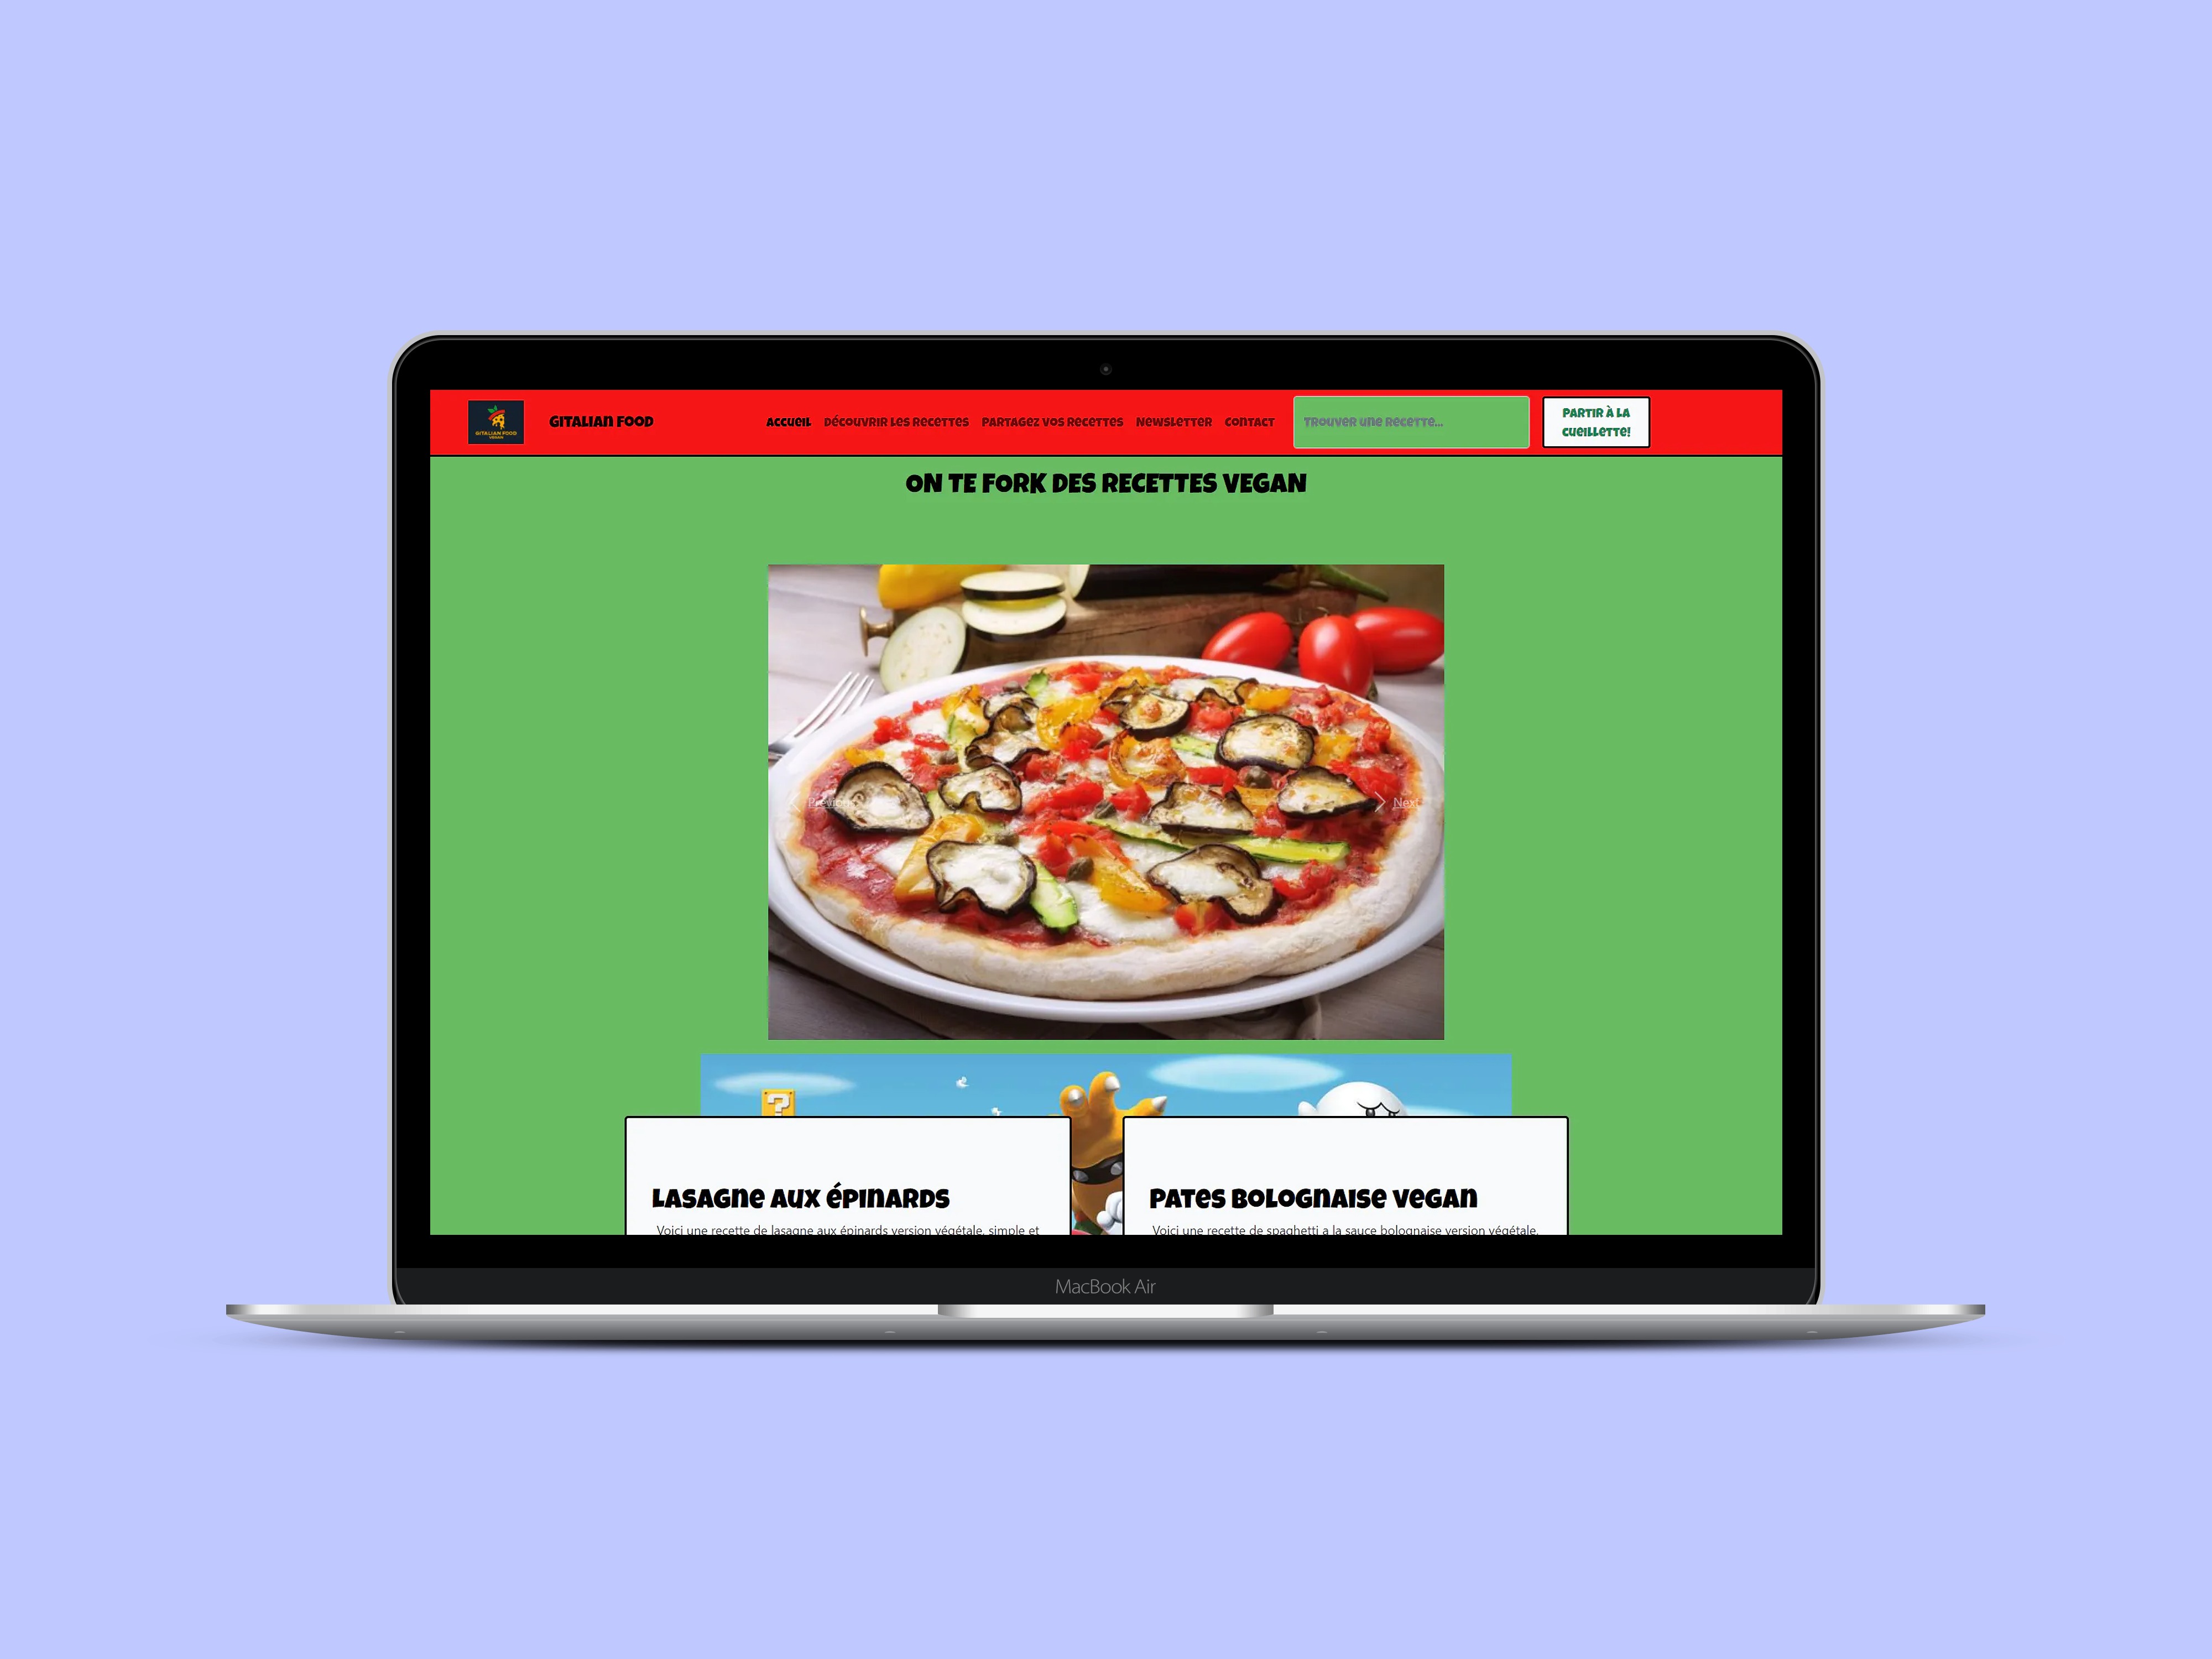 GITALIAN FOOD
VEGAN
GITALIAN FOOD
ACCUEIL DÉCOUVRIR LES RECETTES PARTAGEZ VOS RECETTES NEWSLETTER CONTACT
TROUVER UNE RECETTE...
PARTIR À LA
CUEILLETTE!
ON TE FORK DES RECETTES VEGAN
Previous
Next
?
LASAGNE AUX ÉPINARDS
Voici une recette de lasagne aux épinards version végétale, simple et
PATES BOLOGNAISE VEGAN
Voici une recette de spaghetti a la sauce bolognaise version végétale,
MacBook Air